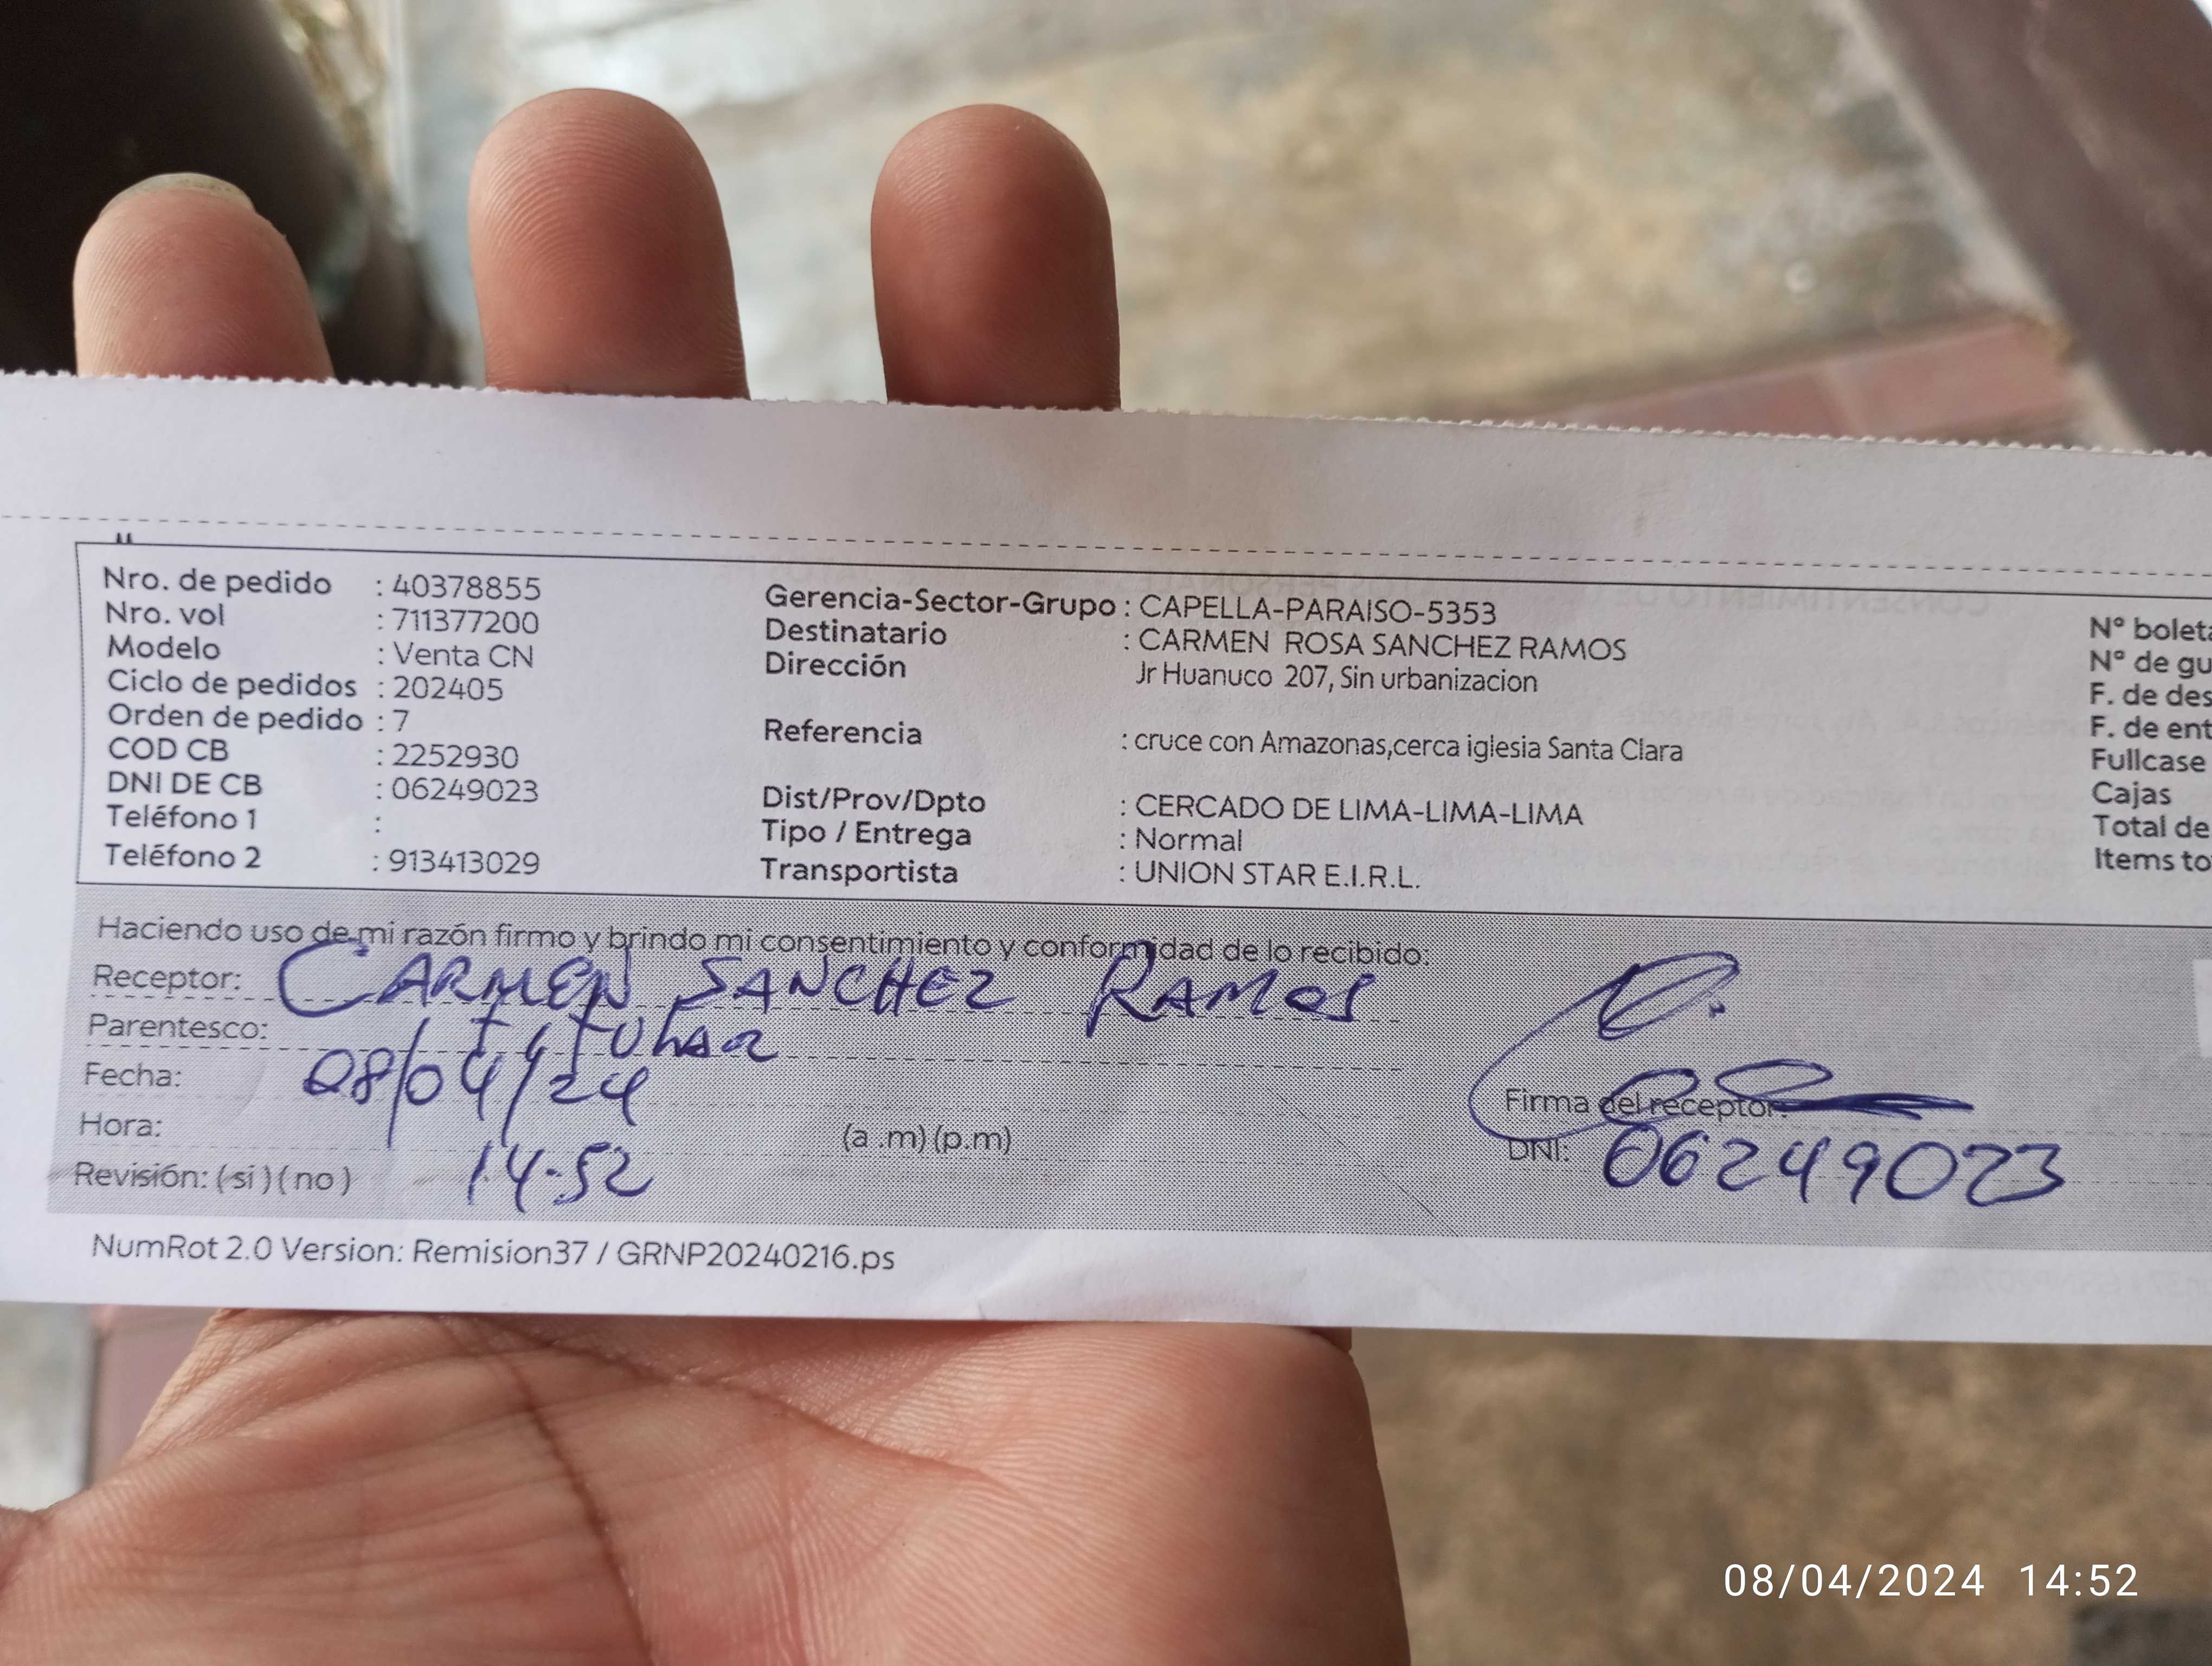 Nro. de pedido : 40378855
Nro. vol : 711377200
Modelo : Venta CN
Ciclo de pedidos : 202405
Orden de pedido : 7
COD CB : 2252930
DNI DE CB : 06249023
Teléfono 1 :
Teléfono 2 : 913413029
Gerencia-Sector-Grupo : CAPELLA-PARAISO-5353
Destinatario : CARMEN ROSA SANCHEZ RAMOS
Dirección Jr Huanuco 207, Sin urbanizacion
Referencia : cruce con Amazonas,cerca iglesia Santa Clara
Dist/Prov/Dpto : CERCADO DE LIMA-LIMA-LIMA
Tipo / Entrega : Normal
Transportista : UNION STAR E.I.R.L.
N° boleta
N° de gu
F. de des
F. de ent
Fullcase
Cajas
Total de
Items to
Haciendo uso de mi razón firmo y brindo mi consentimiento y conformidad de lo recibido:
Receptor: CARMEN SANCHEZ RAMOS
Parentesco: titular
Fecha: 08/04/24
Hora: 14:52 (a .m) (p.m)
Revisión: ( si ) ( no )
Firma del receptor:
DNI: 06249023
NumRot 2.0 Version: Remision37 / GRNP20240216.ps
08/04/2024 14:52